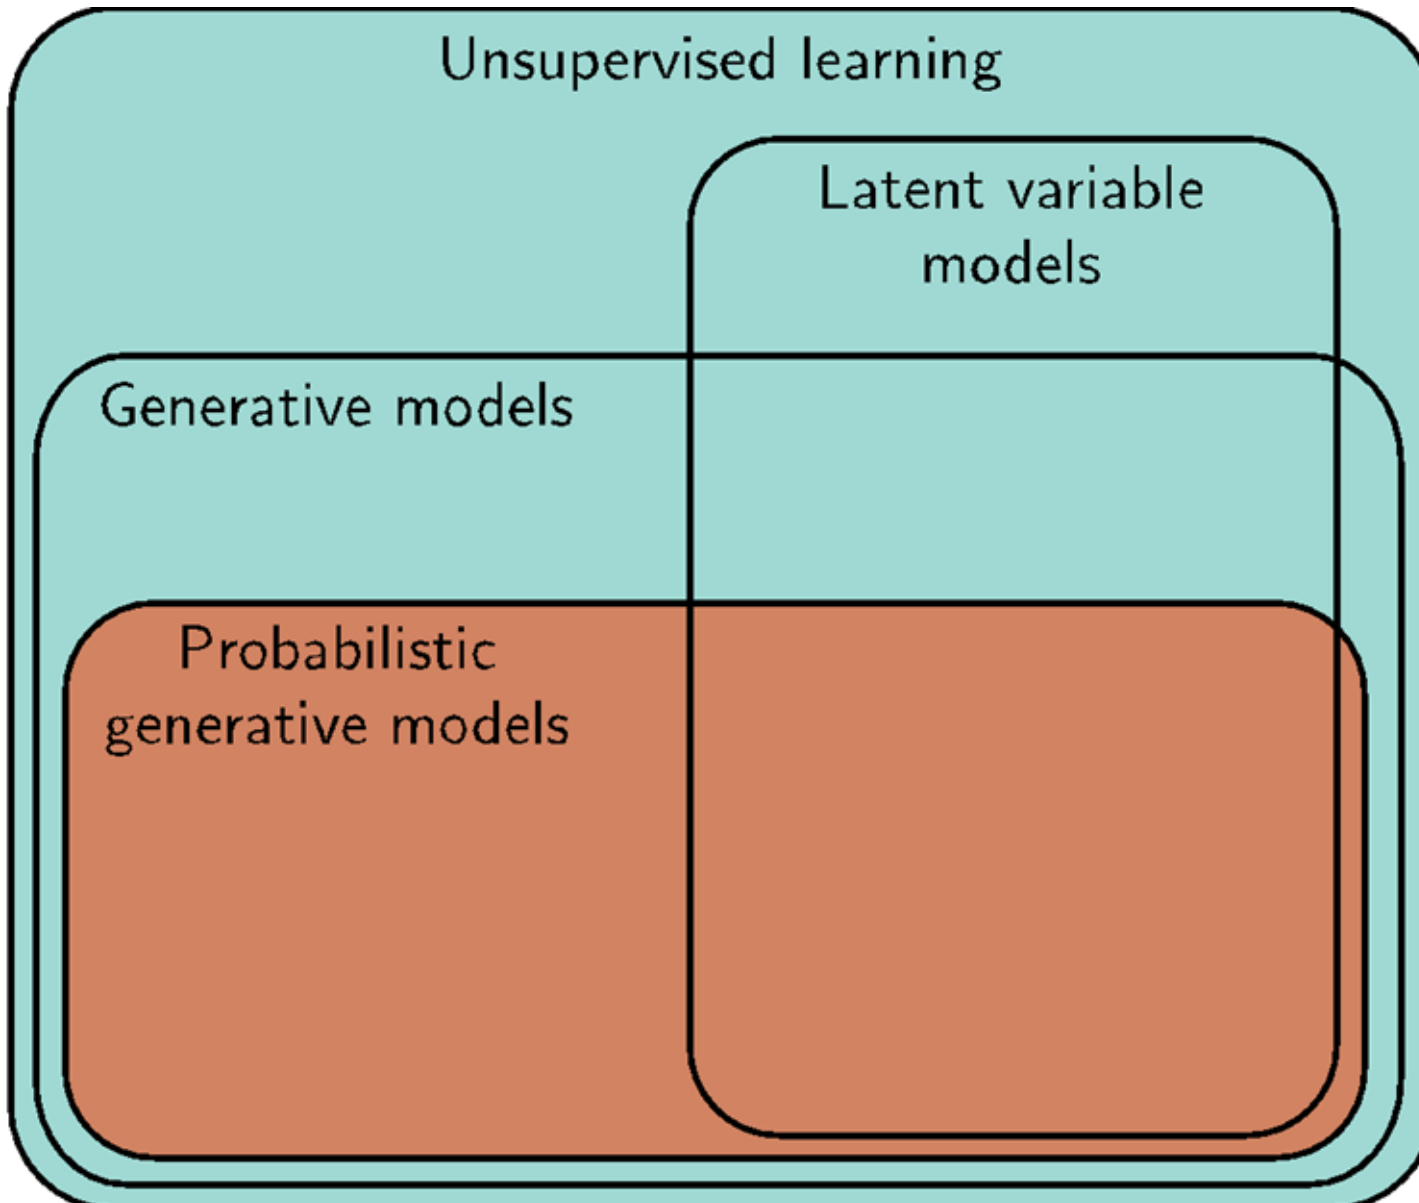 Unsupervised learning
Latent variable
models
Generative models
Probabilistic
generative models